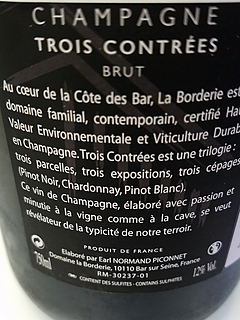 CHAMPAGNE
TROIS CONTRÉES
BRUT
Au cœur de la Côte des Bar, La Borderie est
domaine familial, contemporain, certifié Hau
Valeur Environnementale et Viticulture Durab
en Champagne. Trois Contrées est une trilogie :
trois parcelles, trois expositions, trois cépages
(Pinot Noir, Chardonnay, Pinot Blanc).
Ce vin de Champagne, élaboré avec passion et
minutie à la vigne comme à la cave, se veut
révélateur de la typicité de notre terroir.
PRODUIT DE FRANCE
750ml
Elaboré par Earl NORMAND PICONNET
Domaine la Borderie, 10110 Bar sur Seine, France
RM-30237-01
12% Vol.
CONTIENT DES SULFITES - CONTAINS SULPHITES